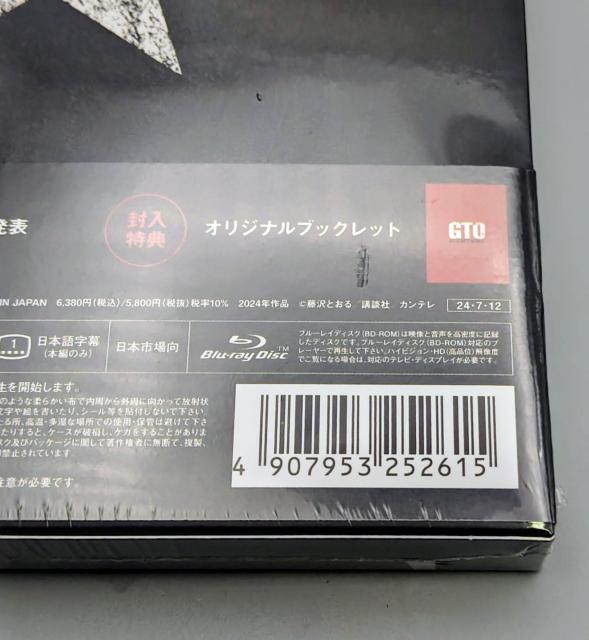 発表
封入
特典
オリジナルブックレット
GTO
IN JAPAN 6,380円(税込)/5,800円(税抜)税率10% 2024年作品 ©藤沢とおる/講談社 カンテレ 24・7・12
1 日本語字幕
(本編のみ)
日本市場向
Blu-ray Disc™
ブルーレイディスク(BD-ROM)は映像と音声を高密度に記録
したディスクです。ブルーレイディスク(BD-ROM)対応のプ
レーヤーで再生して下さい。ハイビジョン・HD(高品位)解像度
でご覧になる場合は、対応のテレビ・ディスプレイが必要です。
生を開始します。
のような柔らかい布で内周から外周に向かって放射状
文字や絵を書いたり、シール等を貼付しないで下さい。
たる所、高温・多湿な場所での使用・保管は避けて下さ
たりすると、ケースが破損し、ケガをすることがありま
スク及びパッケージに関して著作権者に無断で、複製、
禁止されています。
注意が必要です。
4 907953 252615